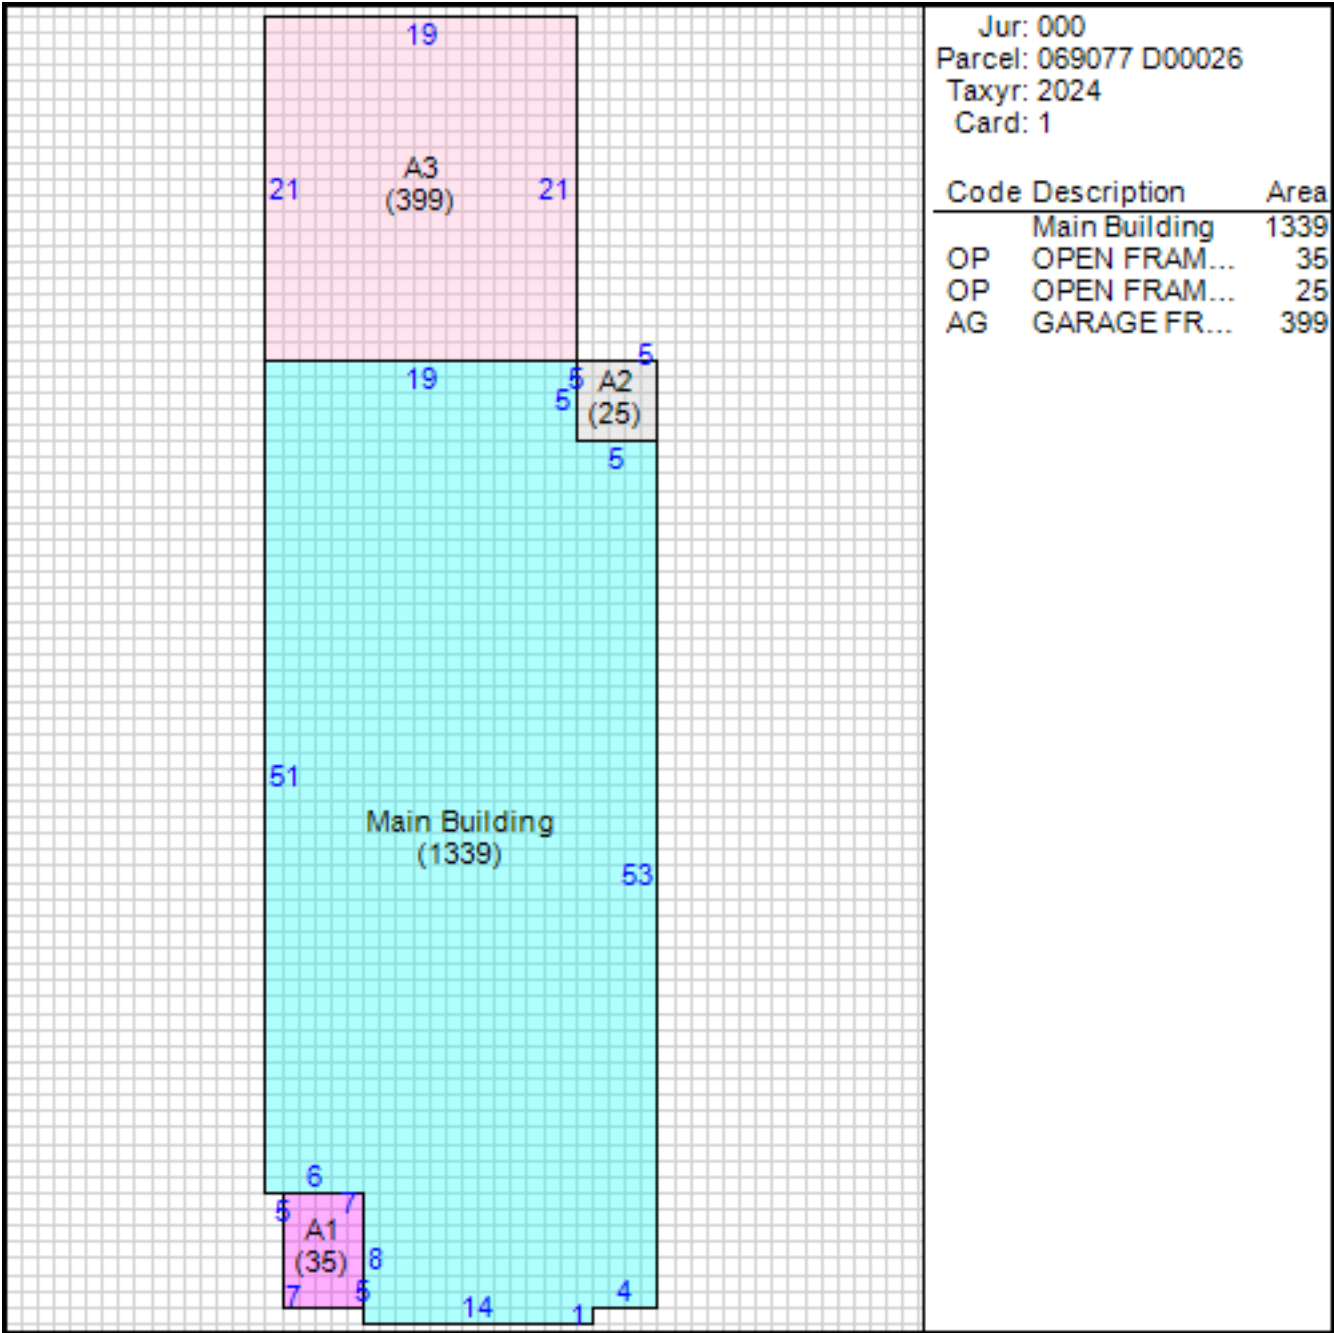 19
A3
(399)
21
21
5
19
5
5
A2
(25)
5
51
Main Building
(1339)
53
6
5
7
A1
(35)
8
7
5
14
1
4
Jur: 000
Parcel: 069077 D00026
Taxyr: 2024
Card: 1
Code Description Area
Main Building 1339
OP OPEN FRAM... 35
OP OPEN FRAM... 25
AG GARAGE FR... 399